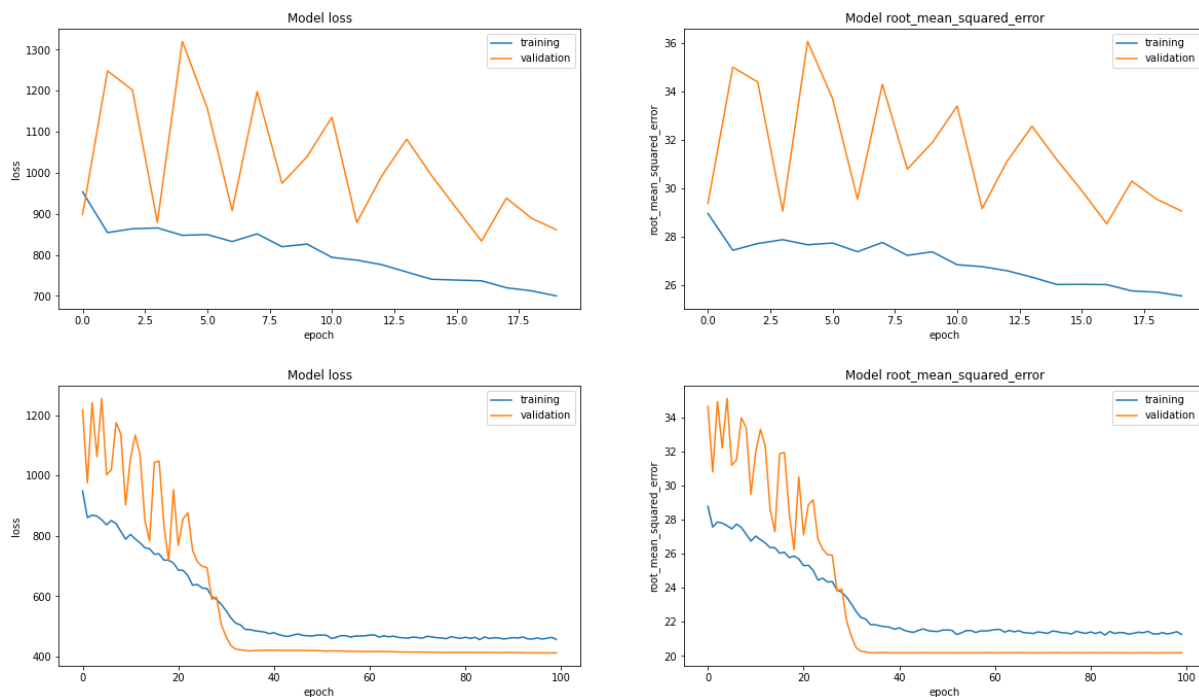 Model loss
1300
1200
1100
1000
900
800
700
loss
0.0 2.5 5.0 7.5 10.0 12.5 15.0 17.5
epoch
training
validation
Model root_mean_squared_error
36
34
32
30
28
26
root_mean_squared_error
0.0 2.5 5.0 7.5 10.0 12.5 15.0 17.5
epoch
training
validation
Model loss
1200
1000
800
600
400
loss
0 20 40 60 80 100
epoch
training
validation
Model root_mean_squared_error
34
32
30
28
26
24
22
20
root_mean_squared_error
0 20 40 60 80 100
epoch
training
validation